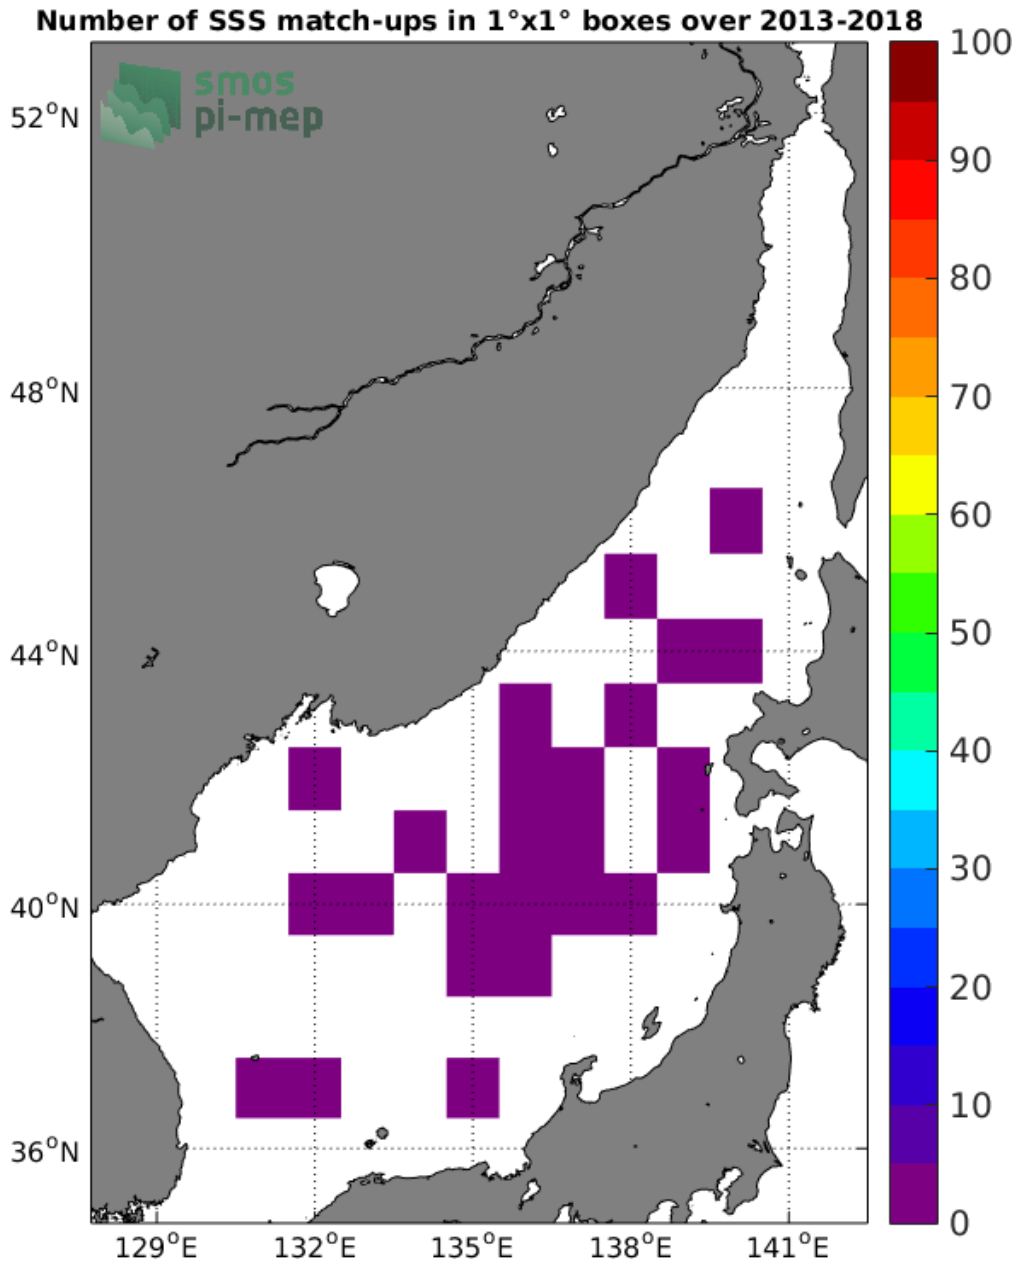 Number of SSS match-ups in 1°x1° boxes over 2013-2018
smos
pi-mep
52°N
48°N
44°N
40°N
36°N
129°E 132°E 135°E 138°E 141°E
100
90
80
70
60
50
40
30
20
10
0